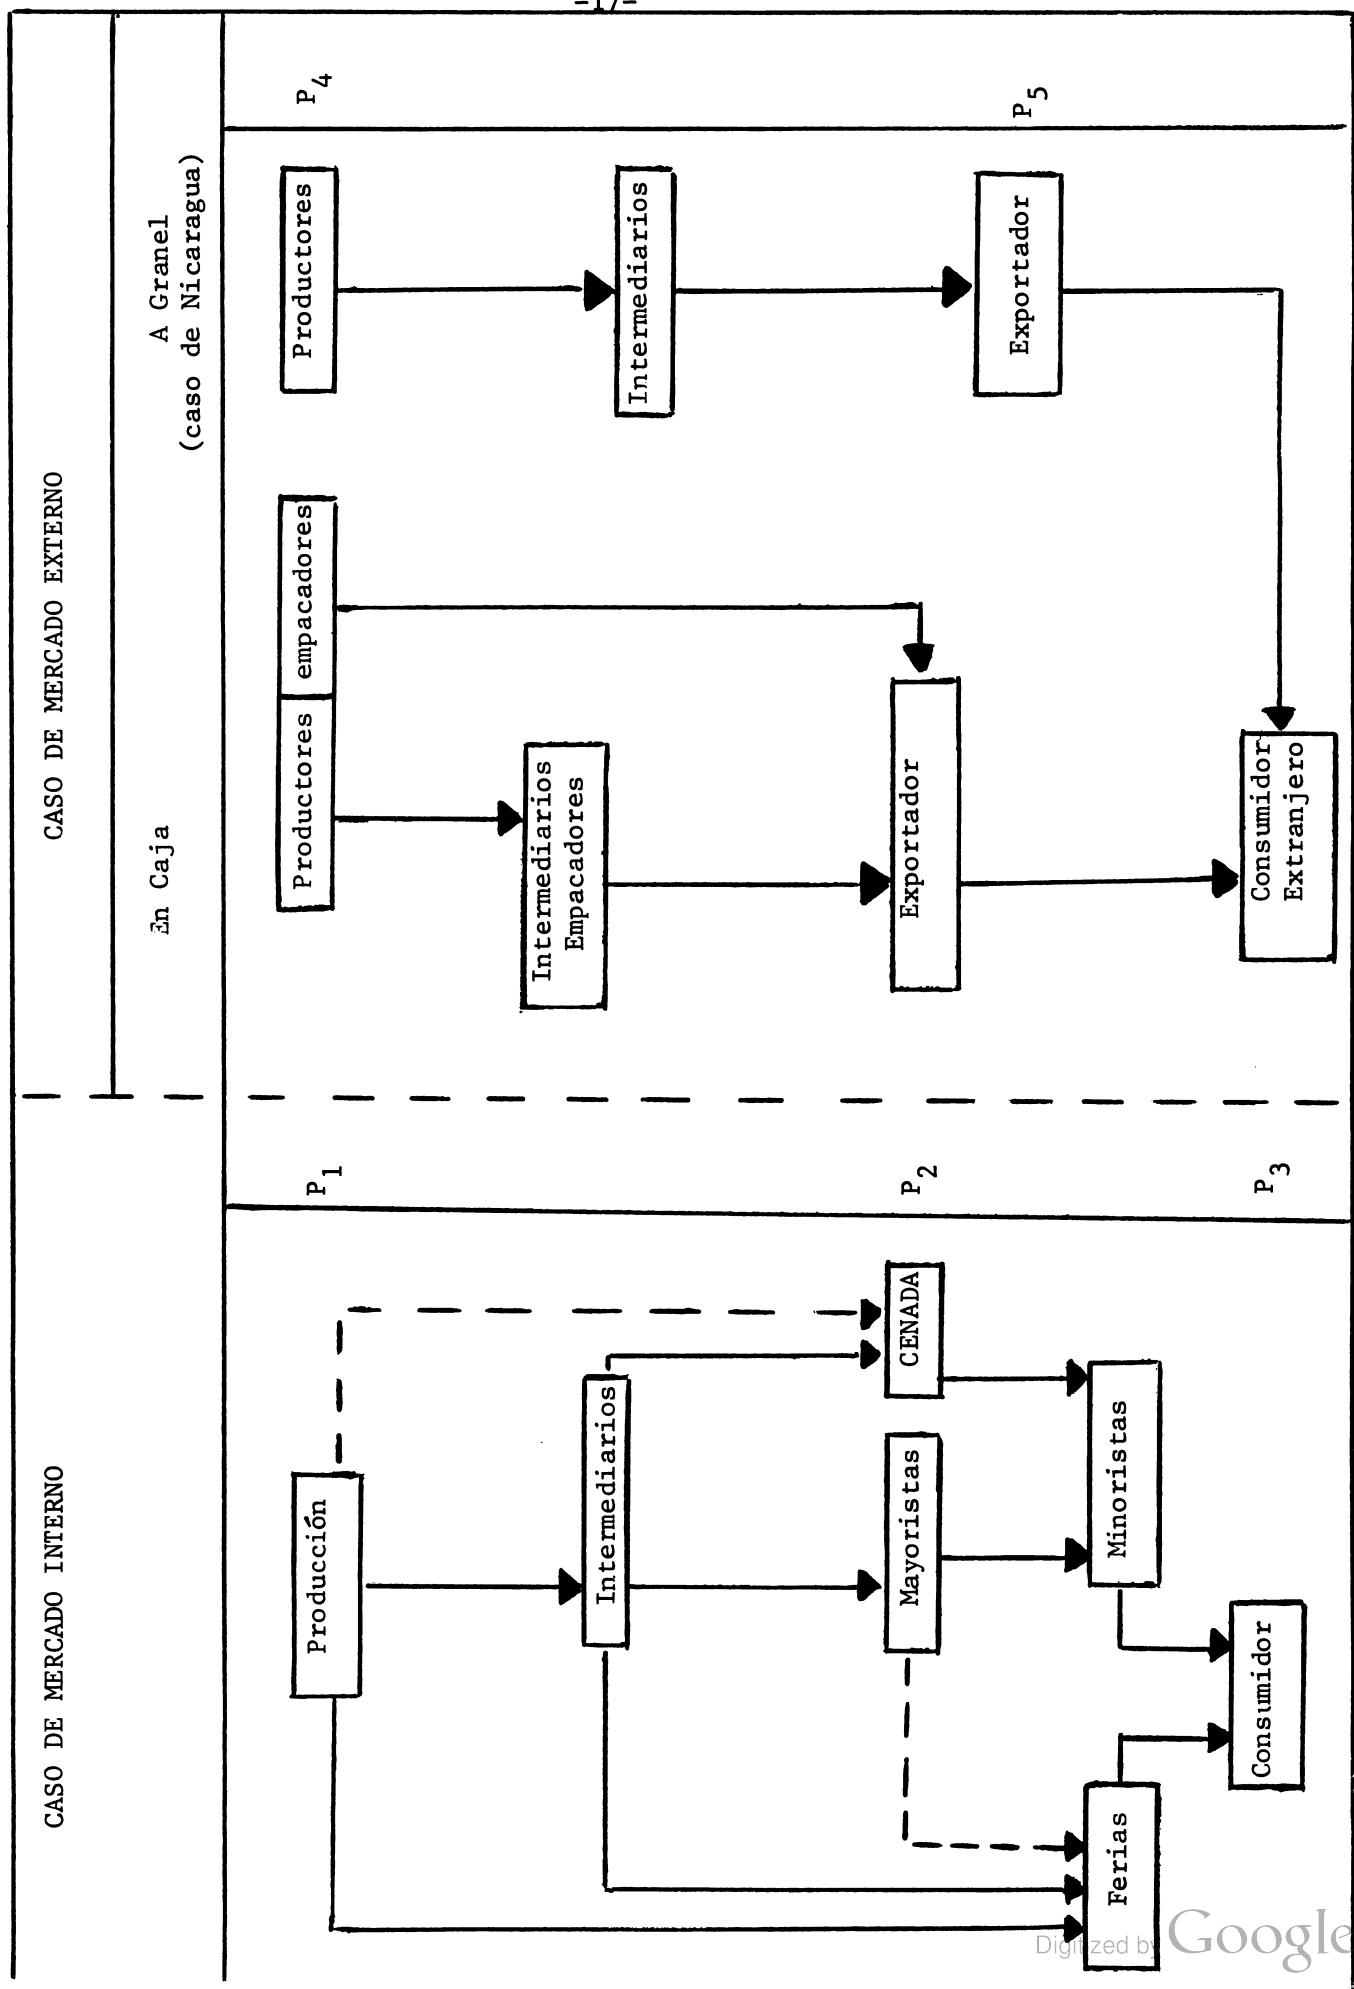 -17-
CASO DE MERCADO INTERNO
CASO DE MERCADO EXTERNO
En Caja
A Granel
(caso de Nicaragua)
Producción
P1
Intermediarios
Mayoristas
CENADA
P2
Ferias
Minoristas
Consumidor
P3
Productores
empacadores
Productores
P4
Intermediarios
Empacadores
Intermediarios
Exportador
Exportador
P5
Consumidor
Extranjero
Digitized by Google